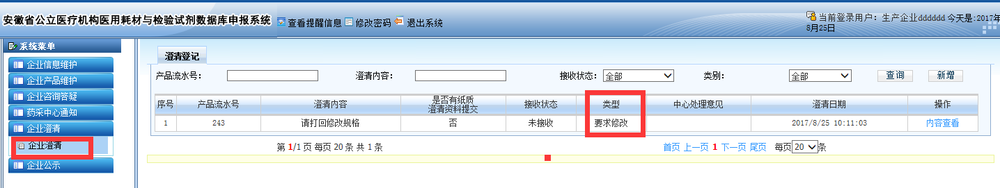 安徽省公立医疗机构医用耗材与检验试剂数据库申报系统 查看提醒信息 修改密码 退出系统 当前登录用户：生产企业dddddd 今天是:2017年
8月25日
系统菜单
企业信息维护
企业产品维护
企业咨询答疑
药采中心通知
企业澄清
企业澄清
企业公示
澄清登记
产品流水号： 澄清内容： 接收状态： 全部 类别： 全部 查询 新增
序号 产品流水号 澄清内容 是否有纸质 接收状态 类型 中心处理意见 澄清日期 操作
澄清资料提交
1 243 请打回修改规格 否 未接收 要求修改 2017/8/25 10:11:03 内容查看
第 1/1 页 每页 20 条 共 1 条 首页 上一页 1 下一页 尾页 每页 20 条